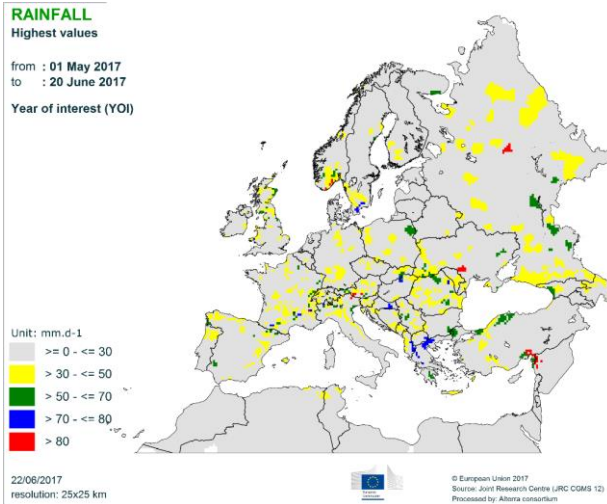 RAINFALL
Highest values
from : 01 May 2017
to : 20 June 2017
Year of interest (YOI)
Unit: mm.d-1
>= 0 - <= 30
> 30 - <= 50
> 50 - <= 70
> 70 - <= 80
> 80
22/06/2017
resolution: 25x25 km
© European Union 2017
Source: Joint Research Centre (JRC CGMS 12)
Processed by: Alterra consortium